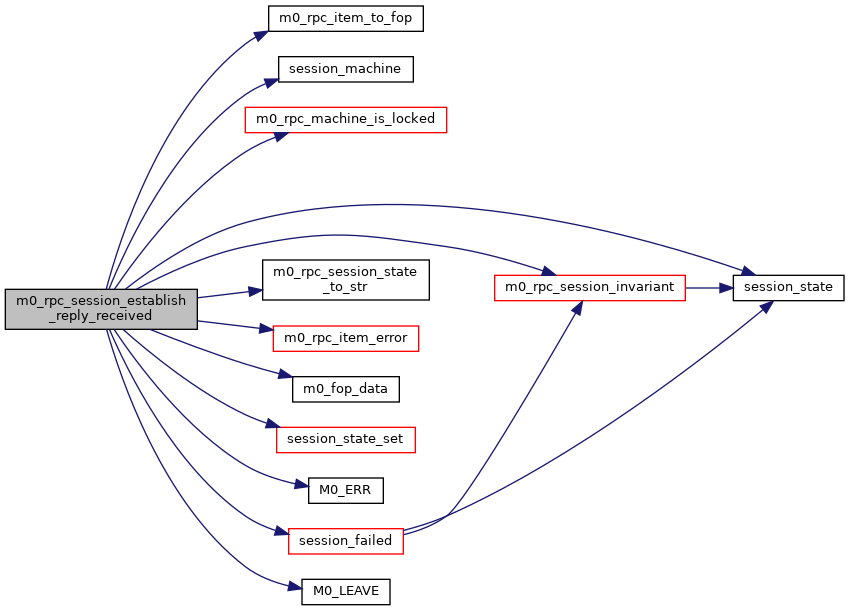 m0_rpc_item_to_fop
session_machine
m0_rpc_machine_is_locked
m0_rpc_session_establish
_reply_received
m0_rpc_session_state
_to_str
m0_rpc_session_invariant
session_state
m0_rpc_item_error
m0_fop_data
session_state_set
M0_ERR
session_failed
M0_LEAVE